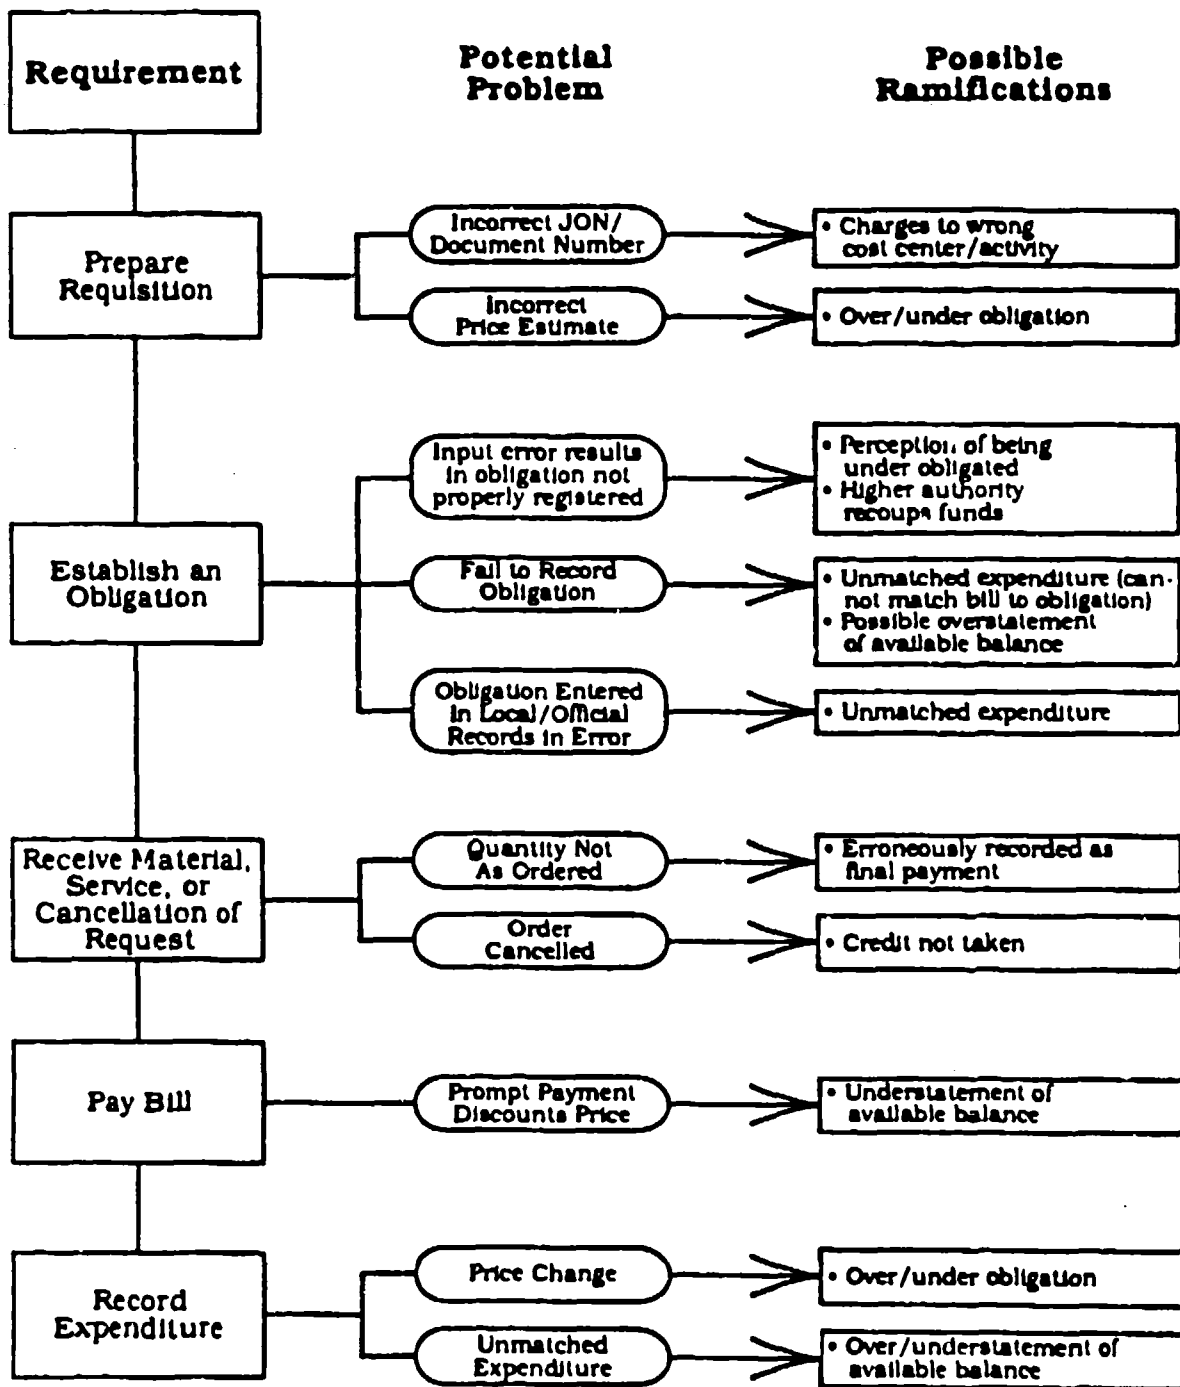 Requirement
Potential
Problem
Possible
Ramifications
Prepare
Requisition
Incorrect JON/
Document Number
• Charges to wrong
cost center/activity
Incorrect
Price Estimate
• Over/under obligation
Establish an
Obligation
Input error results
in obligation not
properly registered
• Perception of being
under obligated
• Higher authority
recoups funds
Fail to Record
Obligation
• Unmatched expenditure (can-
not match bill to obligation)
• Possible overstatement
of available balance
Obligation Entered
in Local/Official
Records in Error
• Unmatched expenditure
Receive Material,
Service, or
Cancellation of
Request
Quantity Not
As Ordered
• Erroneously recorded as
final payment
Order
Cancelled
• Credit not taken
Pay Bill
Prompt Payment
Discounts Price
• Understatement of
available balance
Record
Expenditure
Price Change
• Over/under obligation
Unmatched
Expenditure
• Over/understatement of
available balance